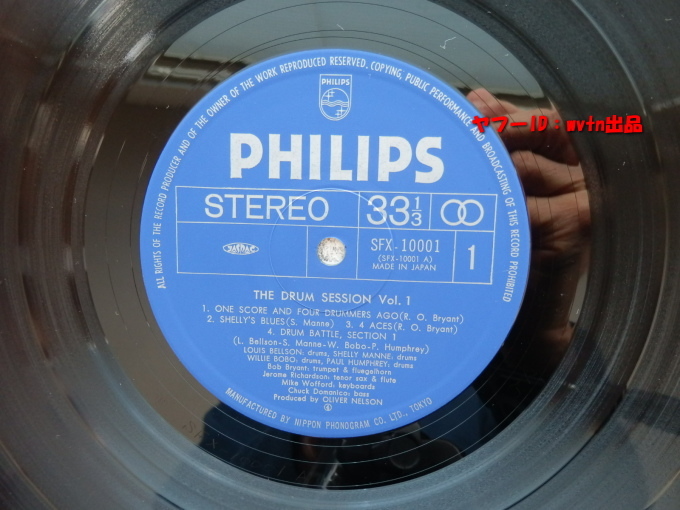 ALL RIGHTS OF THE RECORD PRODUCER AND OF THE OWNER OF THE WORK REPRODUCED RESERVED. COPYING, PUBLIC PERFORMANCE AND BROADCASTING OF THIS RECORD PROHIBITED
PHILIPS
ヤフーID：mvtn出品
PHILIPS
STEREO 33 1/3
JASRAC SFX-10001 1
(SFX-10001 A)
MADE IN JAPAN
THE DRUM SESSION Vol. 1
1. ONE SCORE AND FOUR DRUMMERS AGO(R. O. Bryant)
2. SHELLY'S BLUES(S. Manne) 3. 4 ACES(R. O. Bryant)
4. DRUM BATTLE, SECTION 1
(L. Bellson-S. Manne-W. Bobo-P. Humphrey)
LOUIS BELLSON: drums, SHELLY MANNE: drums
WILLIE BOBO: drums, PAUL HUMPHREY: drums
Bob Bryant: trumpet & fluegelhorn
Jerome Richardson: tenor sax & flute
Mike Wofford: keyboards
Chuck Domanico: bass
Produced by OLIVER NELSON
MANUFACTURED BY NIPPON PHONOGRAM CO. LTD., TOKYO